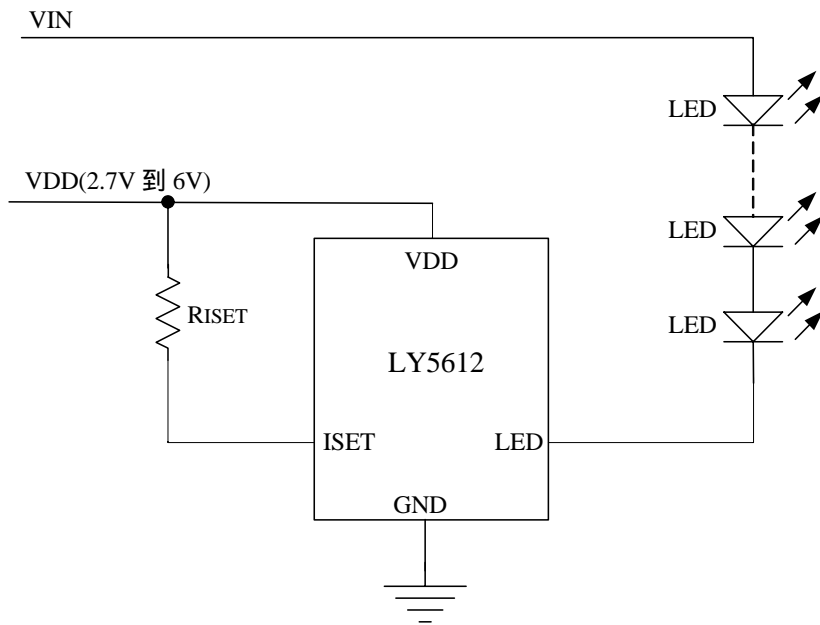 VIN
LED
VDD(2.7V 到 6V)
LED
VDD
RISET
LED
LY5612
ISET
LED
GND